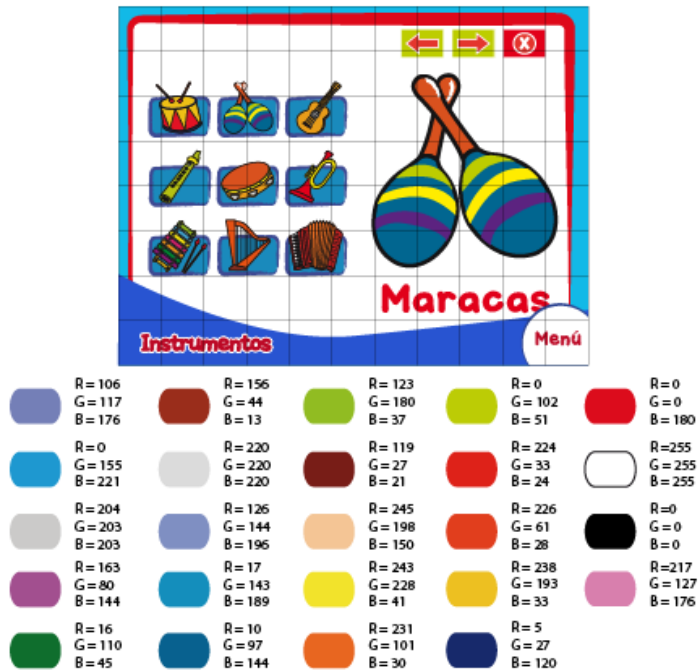 X
Maracas
Instrumentos
Menú
R = 106
G = 117
B = 176
R = 156
G = 44
B = 13
R = 123
G = 180
B = 37
R = 0
G = 102
B = 51
R = 0
G = 0
B = 180
R = 0
G = 155
B = 221
R = 220
G = 220
B = 220
R = 119
G = 27
B = 21
R = 224
G = 33
B = 24
R=255
G = 255
B = 255
R = 204
G = 203
B = 203
R = 126
G = 144
B = 196
R = 245
G = 198
B = 150
R = 226
G = 61
B = 28
R=0
G = 0
B = 0
R = 163
G = 80
B = 144
R = 17
G = 143
B = 189
R = 243
G = 228
B = 41
R = 238
G = 193
B = 33
R=217
G = 127
B = 176
R = 16
G = 110
B = 45
R = 10
G = 97
B = 144
R = 231
G = 101
B = 30
R = 5
G = 27
B = 120